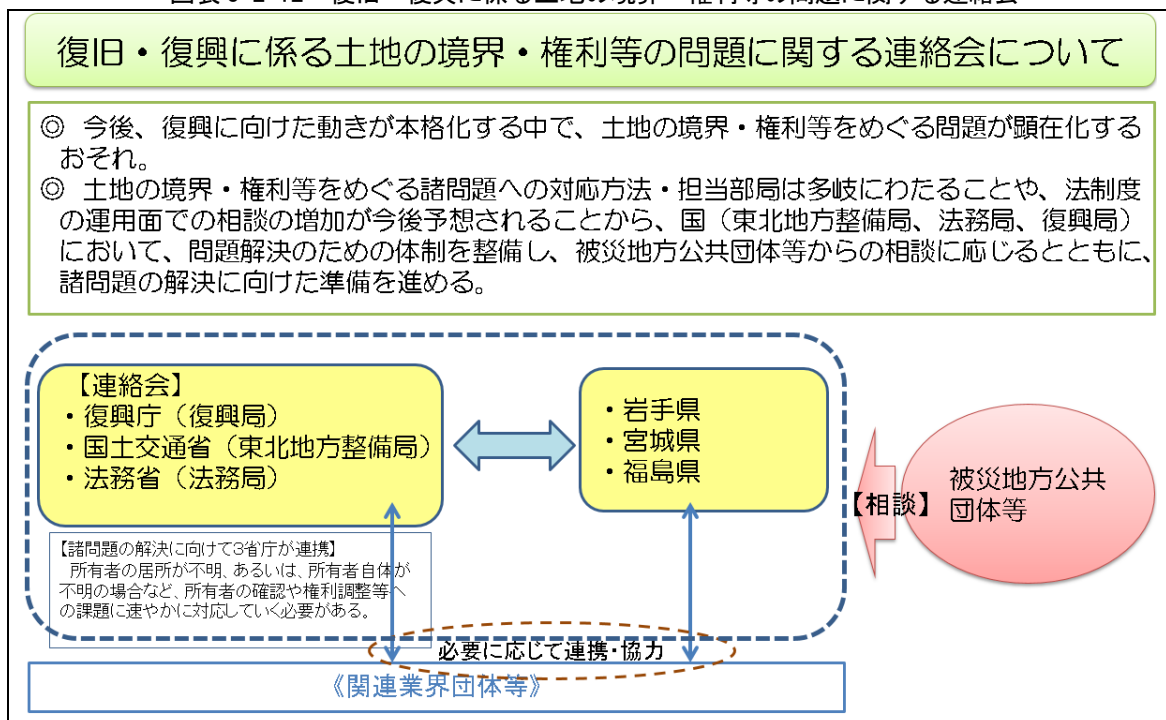 復旧・復興に係る土地の境界・権利等の問題に関する連絡会について
◎ 今後、復興に向けた動きが本格化する中で、土地の境界・権利等をめぐる問題が顕在化する
おそれ。
◎ 土地の境界・権利等をめぐる諸問題への対応方法・担当部局は多岐にわたることや、法制度
の運用面での相談の増加が今後予想されることから、国(東北地方整備局、法務局、復興局)
において、問題解決のための体制を整備し、被災地方公共団体等からの相談に応じるとともに、
諸問題の解決に向けた準備を進める。
【連絡会】
・復興庁(復興局)
・国土交通省(東北地方整備局)
・法務省(法務局)
・岩手県
・宮城県
・福島県
【相談】
被災地方公共
団体等
【諸問題の解決に向けて3省庁が連携】
所有者の居所が不明、あるいは、所有者自体が
不明の場合など、所有者の確認や権利調整等へ
の課題に速やかに対応していく必要がある。
必要に応じて連携・協力
《関連業界団体等》